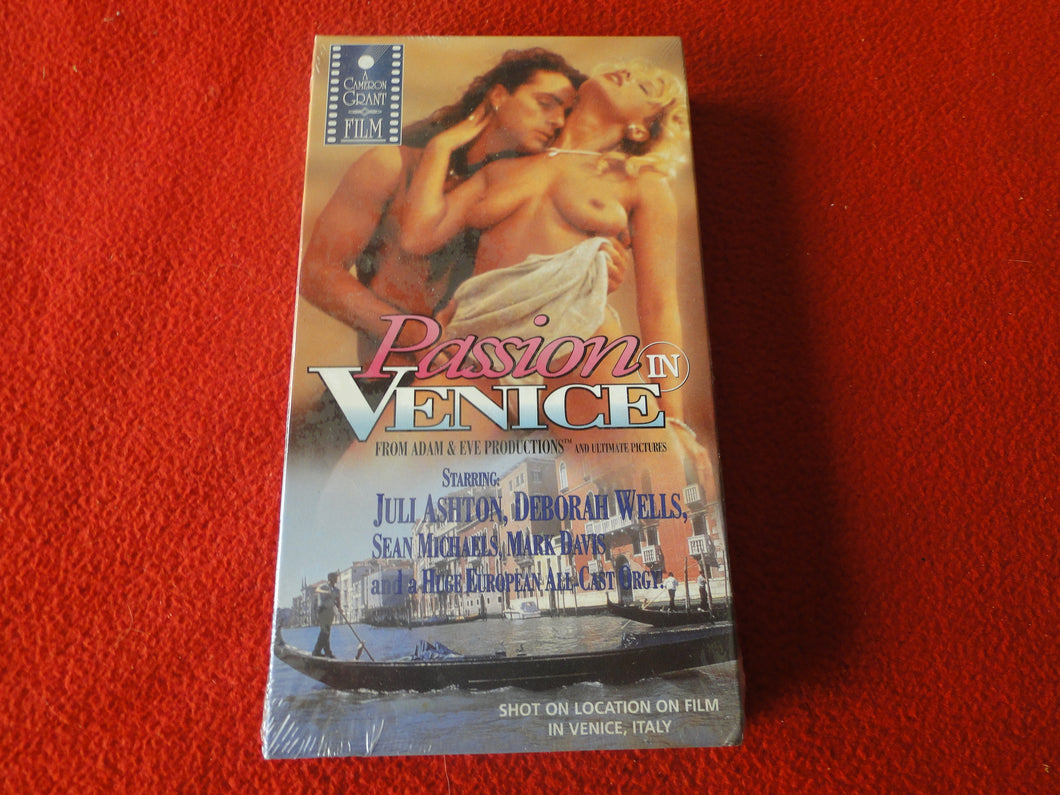 A
CAMERON
GRANT
FILM
Passion IN
VENICE
FROM ADAM & EVE PRODUCTIONS™ AND ULTIMATE PICTURES
STARRING:
JULI ASHTON, DEBORAH WELLS,
SEAN MICHAELS, MARK DAVIS
and a HUGE EUROPEAN ALL-CAST ORGY!
SHOT ON LOCATION ON FILM
IN VENICE, ITALY